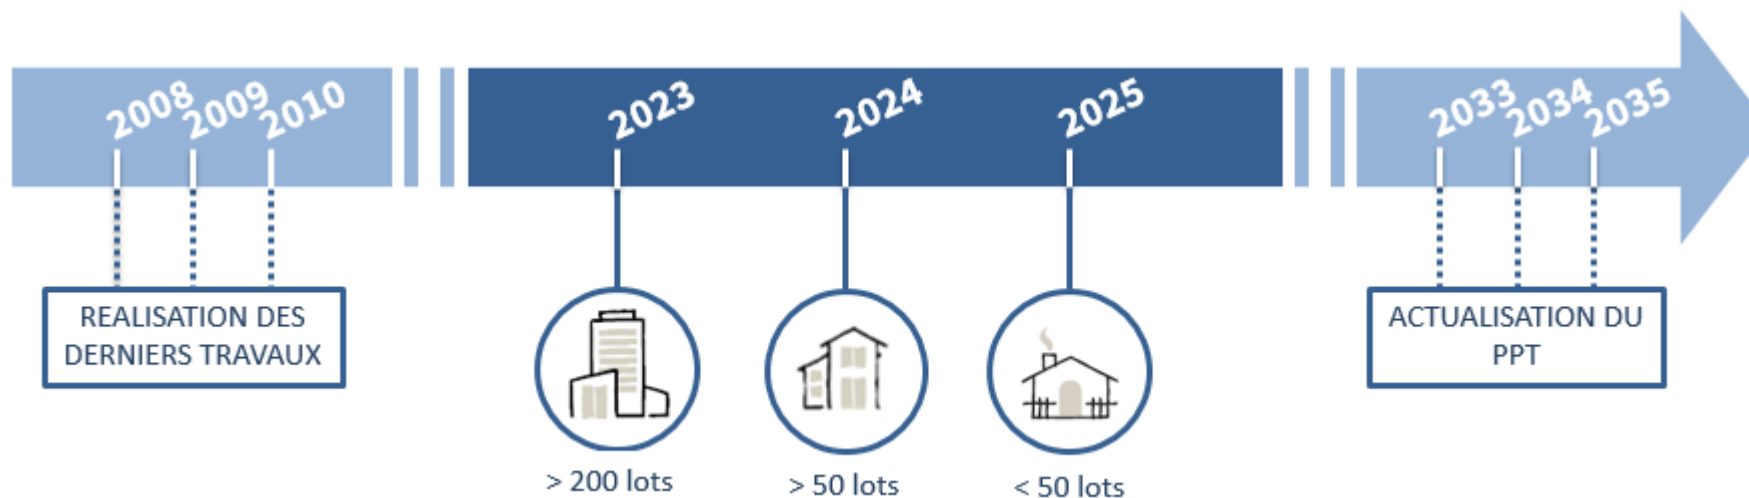 2008
2009
2010
2023
2024
2025
2033
2034
2035
REALISATION DES
DERNIERS TRAVAUX
> 200 lots
> 50 lots
< 50 lots
ACTUALISATION DU
PPT